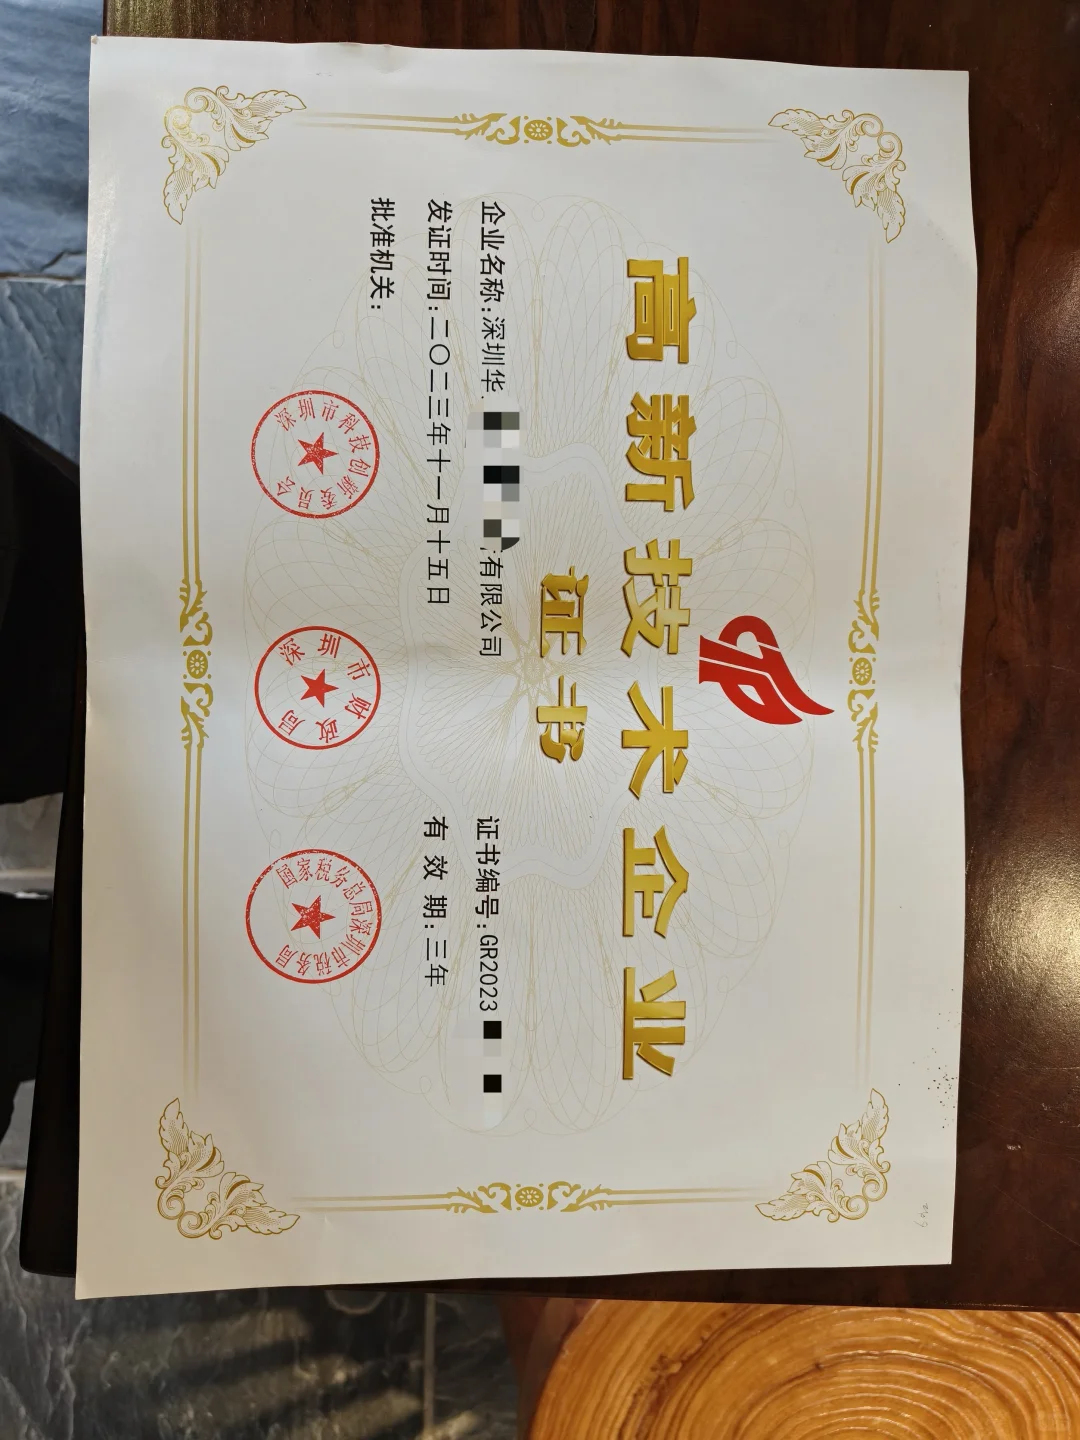 高新技术企业
证书
企业名称:深圳华 有限公司
证书编号:GR2023
发证时间:二〇二三年十一月十五日
有效期:三年
批准机关:
深圳市科技创新委员会
深圳市财政局
国家税务总局深圳市税务局